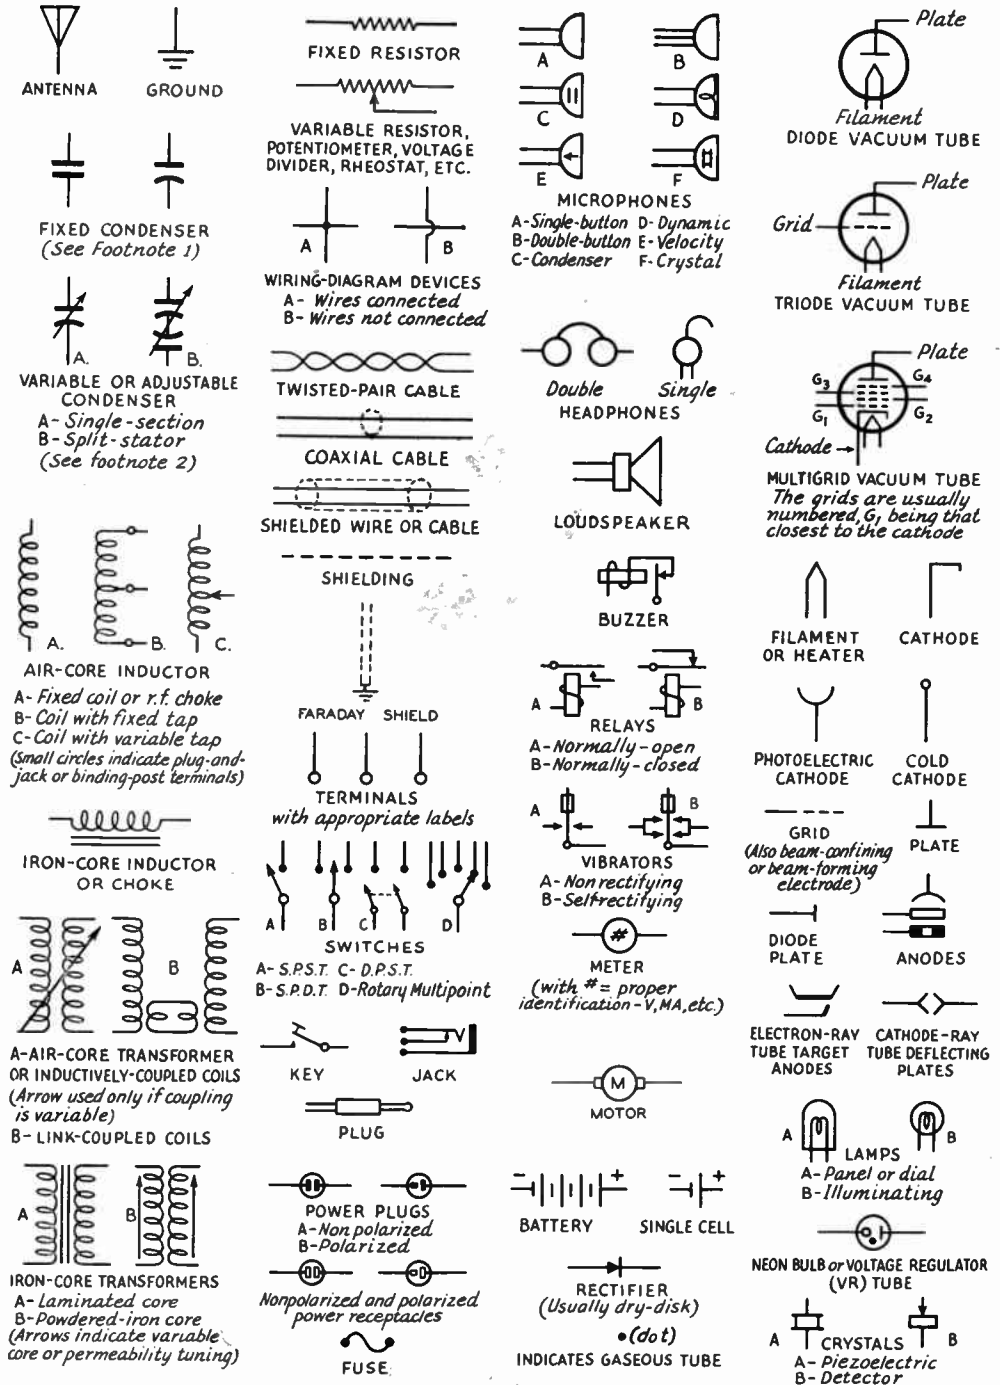 ANTENNA
GROUND
FIXED CONDENSER
(See Footnote 1)
A.
B.
VARIABLE OR ADJUSTABLE
CONDENSER
A- Single-section
B- Split-stator
(See footnote 2)
A.
B.
C.
AIR-CORE INDUCTOR
A- Fixed coil or r.f. choke
B- Coil with fixed tap
C- Coil with variable tap
(Small circles indicate plug-and-
jack or binding-post terminals)
IRON-CORE INDUCTOR
OR CHOKE
A
B
A-AIR-CORE TRANSFORMER
OR INDUCTIVELY-COUPLED COILS
(Arrow used only if coupling
is variable)
B- LINK-COUPLED COILS
A
B
IRON-CORE TRANSFORMERS
A- Laminated core
B-Powdered-iron core
(Arrows indicate variable
core or permeability tuning)
FIXED RESISTOR
VARIABLE RESISTOR,
POTENTIOMETER, VOLTAGE
DIVIDER, RHEOSTAT, ETC.
A
B
WIRING-DIAGRAM DEVICES
A- Wires connected
B- Wires not connected
TWISTED-PAIR CABLE
COAXIAL CABLE
SHIELDED WIRE OR CABLE
SHIELDING
FARADAY SHIELD
TERMINALS
with appropriate labels
A
B
C
D
SWITCHES
A- S.P.S.T. C- D.P.S.T.
B- S.P.D.T. D-Rotary Multipoint
KEY
JACK
PLUG
POWER PLUGS
A- Non polarized
B-Polarized
Nonpolarized and polarized
power receptacles
FUSE
A
B
C
D
E
F
MICROPHONES
A-Single-button D- Dynamic
B-Double-button E- Velocity
C-Condenser F- Crystal
Double
Single
HEADPHONES
LOUDSPEAKER
BUZZER
A
B
RELAYS
A-Normally-open
B-Normally-closed
A
B
VIBRATORS
A- Nonrectifying
B- Self-rectifying
#
METER
(with # = proper
identification-V,MA,etc.)
M
MOTOR
- +
BATTERY
- +
SINGLE CELL
RECTIFIER
(Usually dry-disk)
(dot)
INDICATES GASEOUS TUBE
Plate
Filament
DIODE VACUUM TUBE
Plate
Grid
Filament
TRIODE VACUUM TUBE
Plate
G3
G4
G1
G2
Cathode
MULTIGRID VACUUM TUBE
The grids are usually
numbered, G1 being that
closest to the cathode
FILAMENT
OR HEATER
CATHODE
PHOTOELECTRIC
CATHODE
COLD
CATHODE
GRID
(Also beam-confining
or beam-forming
electrode)
PLATE
DIODE
PLATE
ANODES
ELECTRON-RAY
TUBE TARGET
ANODES
CATHODE-RAY
TUBE DEFLECTING
PLATES
A
B
LAMPS
A- Panel or dial
B-Illuminating
NEON BULB or VOLTAGE REGULATOR
(VR) TUBE
A
B
CRYSTALS
A- Piezoelectric
B- Detector